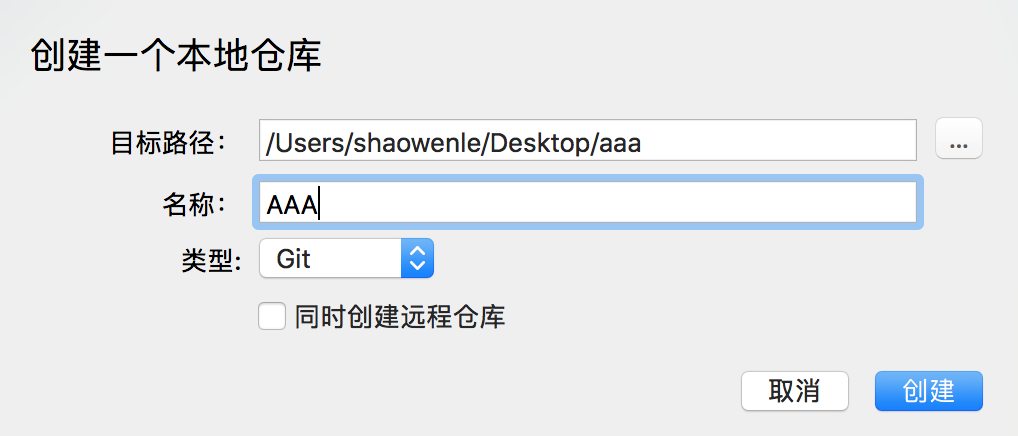 创建一个本地仓库
目标路径： /Users/shaowenle/Desktop/aaa ...
名称： AAA
类型: Git
同时创建远程仓库
取消 创建